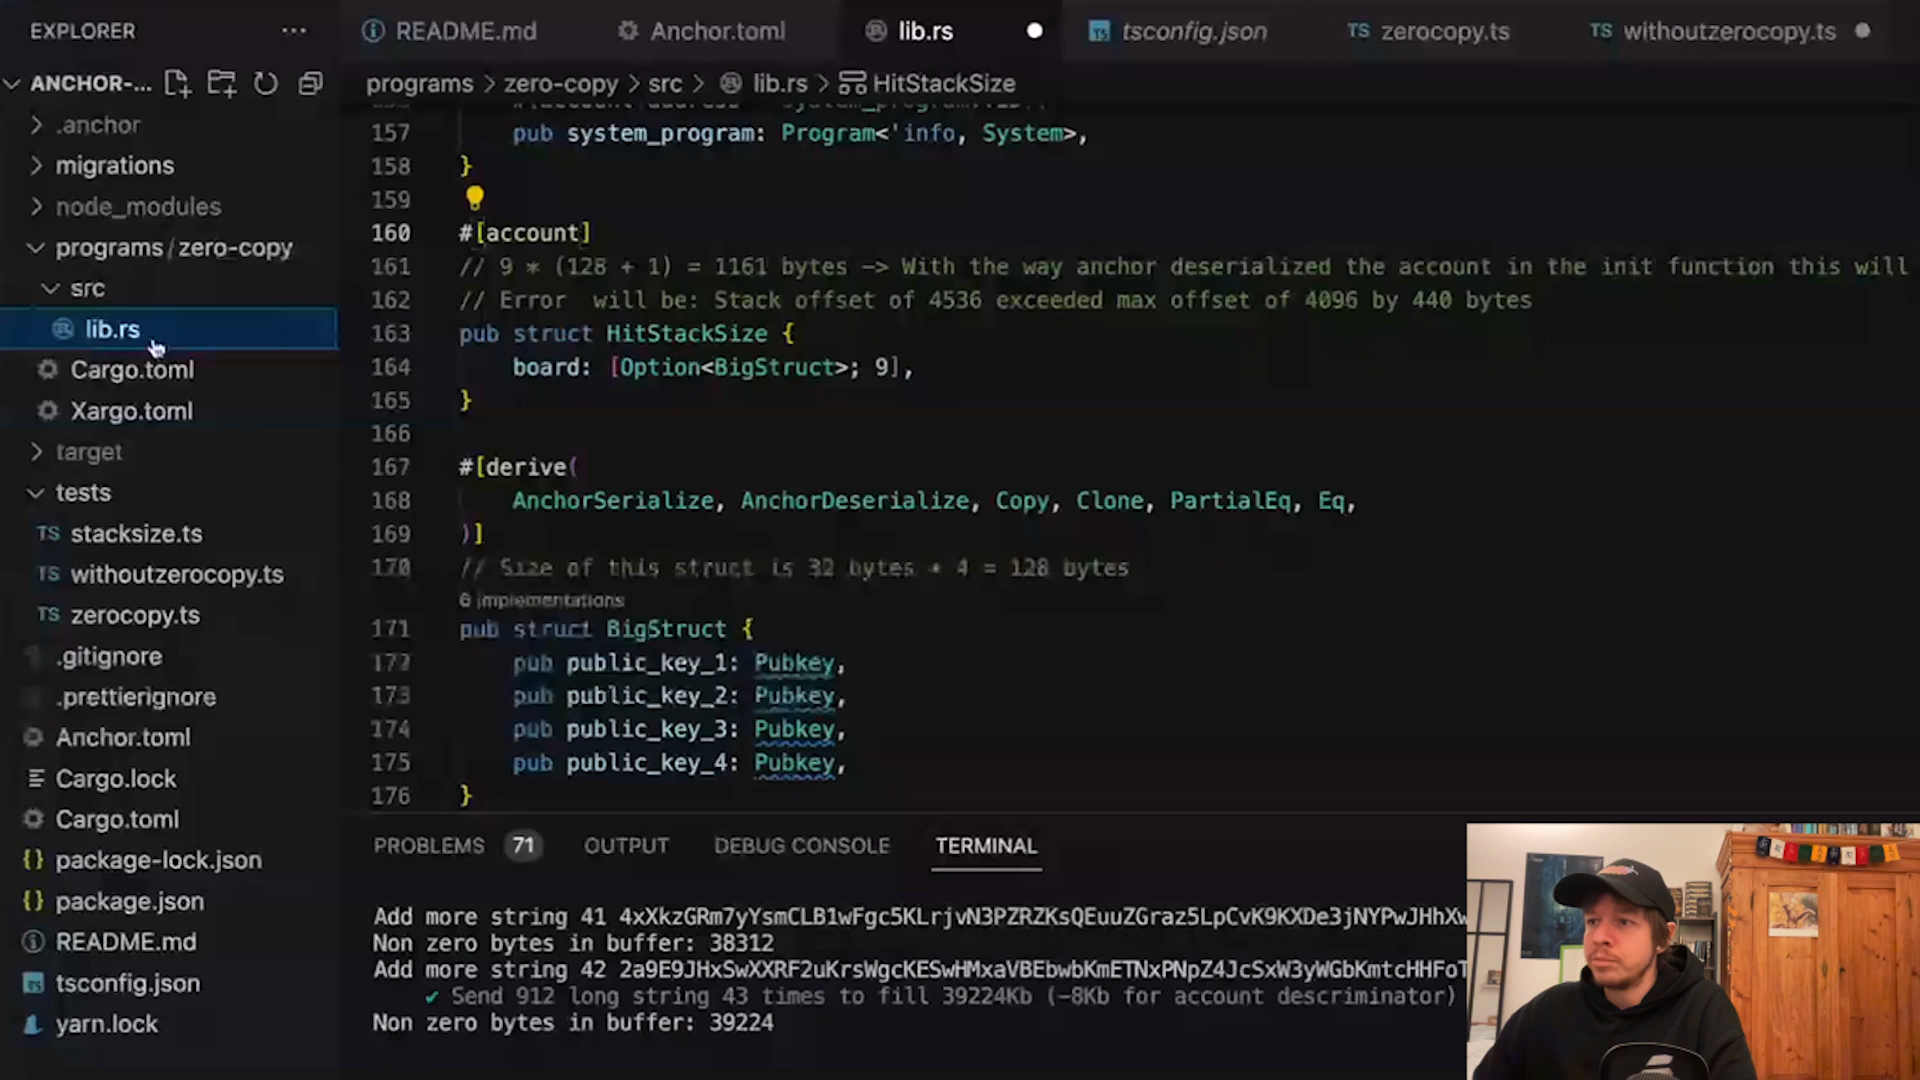 EXPLORER
ANCHOR-...
.anchor
migrations
node_modules
programs / zero-copy
src
lib.rs
Cargo.toml
Xargo.toml
target
tests
TS stacksize.ts
TS withoutzerocopy.ts
TS zerocopy.ts
.gitignore
.prettierignore
Anchor.toml
Cargo.lock
Cargo.toml
{} package-lock.json
{} package.json
README.md
TS tsconfig.json
yarn.lock
README.md
Anchor.toml
lib.rs
TS tsconfig.json
TS zerocopy.ts
TS withoutzerocopy.ts
programs > zero-copy > src > lib.rs > HitStackSize
157 pub system_program: Program<'info, System>,
158 }
159
160 #[account]
161 // 9 * (128 + 1) = 1161 bytes -> With the way anchor deserialized the account in the init function this will
162 // Error  will be: Stack offset of 4536 exceeded max offset of 4096 by 440 bytes
163 pub struct HitStackSize {
164 board: [Option<BigStruct>; 9],
165 }
166
167 #[derive(
168 AnchorSerialize, AnchorDeserialize, Copy, Clone, PartialEq, Eq,
169 )]
170 // Size of this struct is 32 bytes * 4 = 128 bytes
6 implementations
171 pub struct BigStruct {
172 pub public_key_1: Pubkey,
173 pub public_key_2: Pubkey,
174 pub public_key_3: Pubkey,
175 pub public_key_4: Pubkey,
176 }
PROBLEMS 71 OUTPUT DEBUG CONSOLE TERMINAL
Add more string 41 4xXkzGRm7yYsmCLB1wFgc5KLrjvN3PZRZKsQEuuZGraz5LpCvK9KXDe3jNYPwJHhXw
Non zero bytes in buffer: 38312
Add more string 42 2a9E9JHxSwXXRF2uKrsWgcKESwHMxaVBEbwbKmETNxPNpZ4JcSxW3yWGbKmtcHHFoT
✔ Send 912 long string 43 times to fill 39224Kb (-8Kb for account descriminator)
Non zero bytes in buffer: 39224